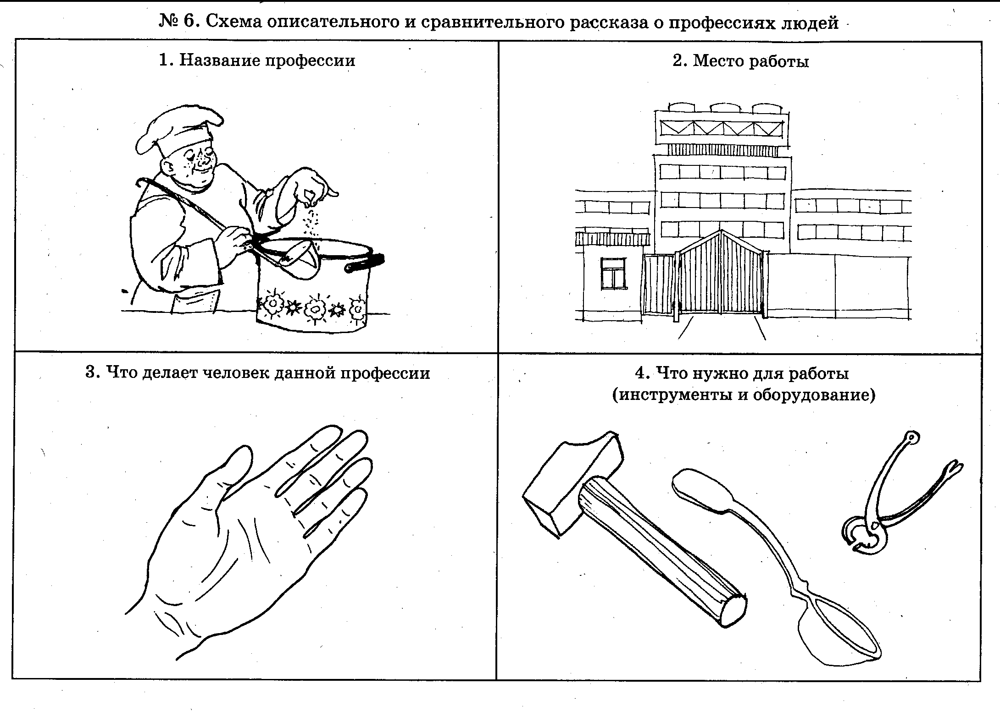 № 6. Схема описательного и сравнительного рассказа о профессиях людей
1. Название профессии
2. Место работы
3. Что делает человек данной профессии
4. Что нужно для работы
(инструменты и оборудование)